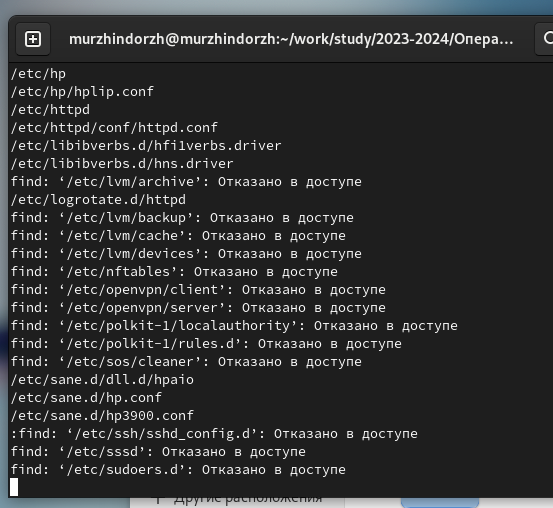 murzhindorzh@murzhindorzh:~/work/study/2023-2024/Опера...
/etc/hp
/etc/hp/hplip.conf
/etc/httpd
/etc/httpd/conf/httpd.conf
/etc/libibverbs.d/hfi1verbs.driver
/etc/libibverbs.d/hns.driver
find: ‘/etc/lvm/archive’: Отказано в доступе
/etc/logrotate.d/httpd
find: ‘/etc/lvm/backup’: Отказано в доступе
find: ‘/etc/lvm/cache’: Отказано в доступе
find: ‘/etc/lvm/devices’: Отказано в доступе
find: ‘/etc/nftables’: Отказано в доступе
find: ‘/etc/openvpn/client’: Отказано в доступе
find: ‘/etc/openvpn/server’: Отказано в доступе
find: ‘/etc/polkit-1/localauthority’: Отказано в доступе
find: ‘/etc/polkit-1/rules.d’: Отказано в доступе
find: ‘/etc/sos/cleaner’: Отказано в доступе
/etc/sane.d/dll.d/hpaio
/etc/sane.d/hp.conf
/etc/sane.d/hp3900.conf
:find: ‘/etc/ssh/sshd_config.d’: Отказано в доступе
find: ‘/etc/sssd’: Отказано в доступе
find: ‘/etc/sudoers.d’: Отказано в доступе
Другие расположения